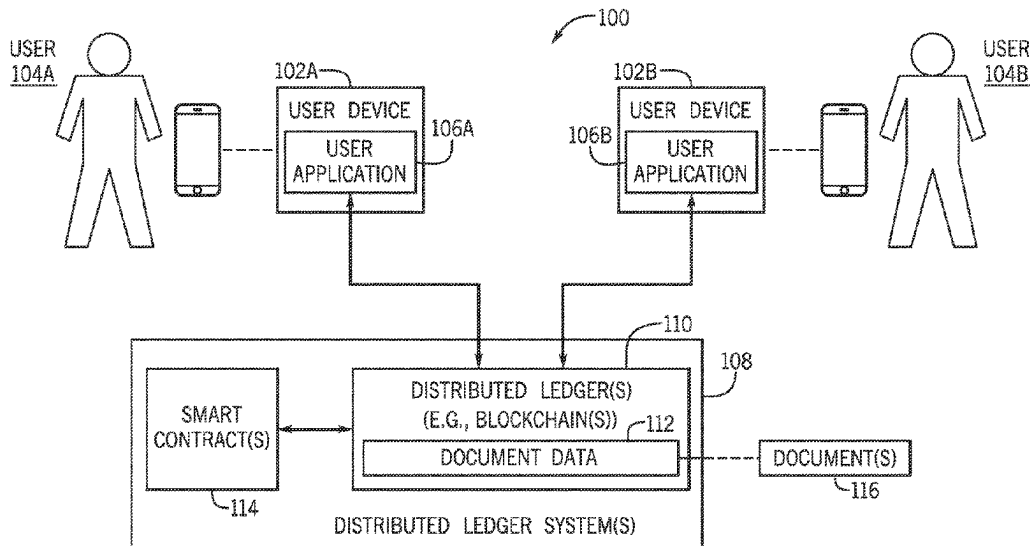 100
USER
104A
102A
USER DEVICE
106A
USER
APPLICATION
102B
USER DEVICE
106B
USER
APPLICATION
USER
104B
110
108
DISTRIBUTED LEDGER(S)
(E.G., BLOCKCHAIN(S))
112
DOCUMENT DATA
SMART
CONTRACT(S)
114
DOCUMENT(S)
116
DISTRIBUTED LEDGER SYSTEM(S)